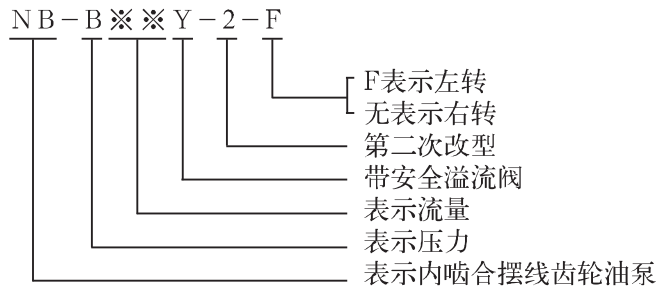 NB-B※※Y-2-F
F表示左转
无表示右转
第二次改型
带安全溢流阀
表示流量
表示压力
表示内啮合摆线齿轮油泵